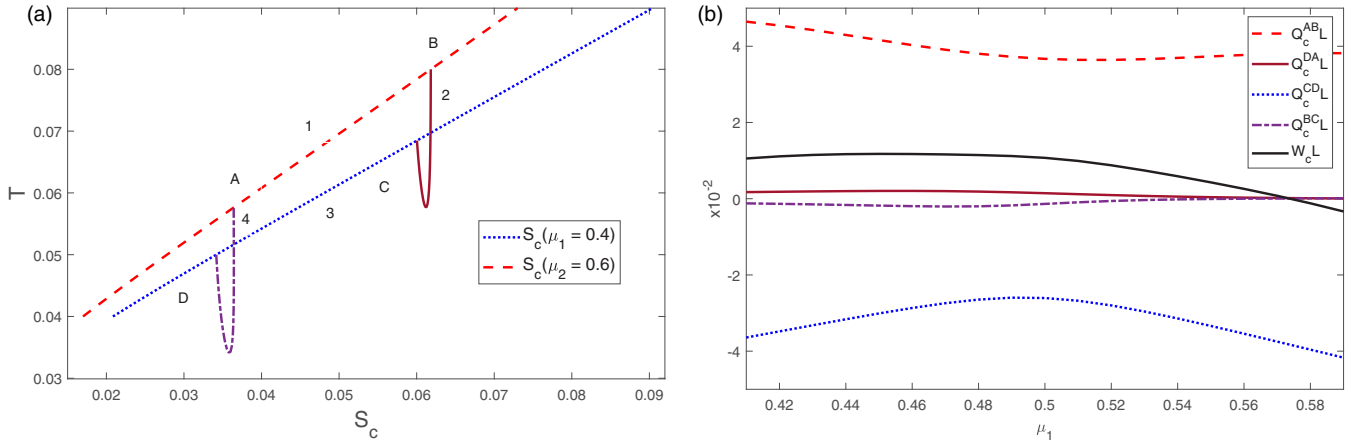 (a)
T
0.08
0.07
0.06
0.05
0.04
0.03
0.02
0.03
0.04
0.05
0.06
0.07
0.08
0.09
S_c
A
B
C
D
1
2
3
4
S_c(μ_1 = 0.4)
S_c(μ_2 = 0.6)
(b)
x10^-2
4
2
0
-2
-4
0.42
0.44
0.46
0.48
0.5
0.52
0.54
0.56
0.58
μ_1
Q_c^AB L
Q_c^DA L
Q_c^CD L
Q_c^BC L
W_c L